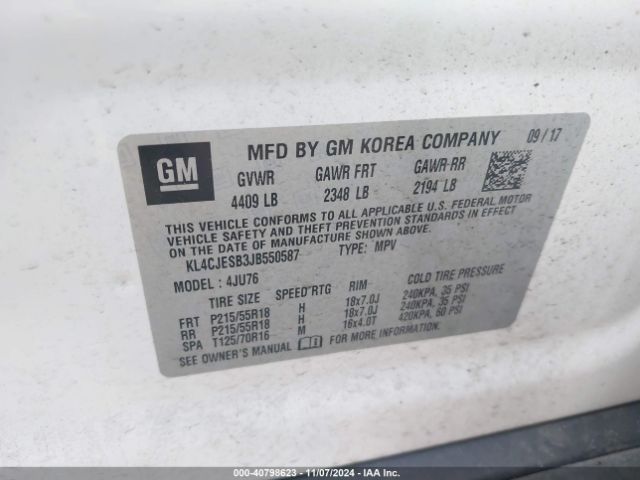 GM
MFD BY GM KOREA COMPANY 09/17
GVWR GAWR FRT GAWR RR
4409 LB 2348 LB 2194 LB
THIS VEHICLE CONFORMS TO ALL APPLICABLE U.S. FEDERAL MOTOR
VEHICLE SAFETY AND THEFT PREVENTION STANDARDS IN EFFECT ON
THE DATE OF MANUFACTURE SHOWN ABOVE.
KL4CJESB3JB550587 TYPE: MPV
MODEL : 4JU76
TIRE SIZE SPEED RTG RIM COLD TIRE PRESSURE
FRT P215/55R18 H 18x7.0J 240KPA, 35 PSI
RR P215/55R18 H 18x7.0J 240KPA, 35 PSI
SPA T125/70R16 M 16x4.0T 420KPA, 60 PSI
SEE OWNER'S MANUAL FOR MORE INFORMATION.
000-40798623 - 11/07/2024 - IAA Inc.